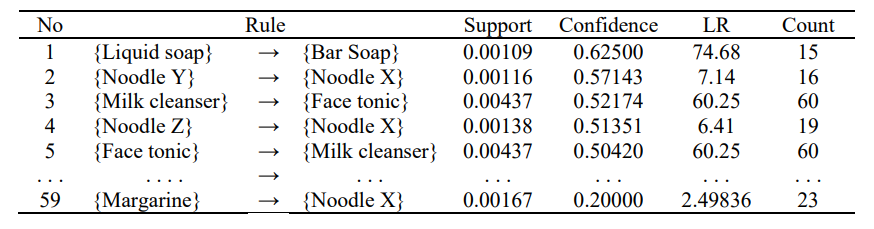 No Rule Support Confidence LR Count
1 {Liquid soap} → {Bar Soap} 0.00109 0.62500 74.68 15
2 {Noodle Y} → {Noodle X} 0.00116 0.57143 7.14 16
3 {Milk cleanser} → {Face tonic} 0.00437 0.52174 60.25 60
4 {Noodle Z} → {Noodle X} 0.00138 0.51351 6.41 19
5 {Face tonic} → {Milk cleanser} 0.00437 0.50420 60.25 60
. . . . . . . → . . . . . . . . . . . . . . .
59 {Margarine} → {Noodle X} 0.00167 0.20000 2.49836 23